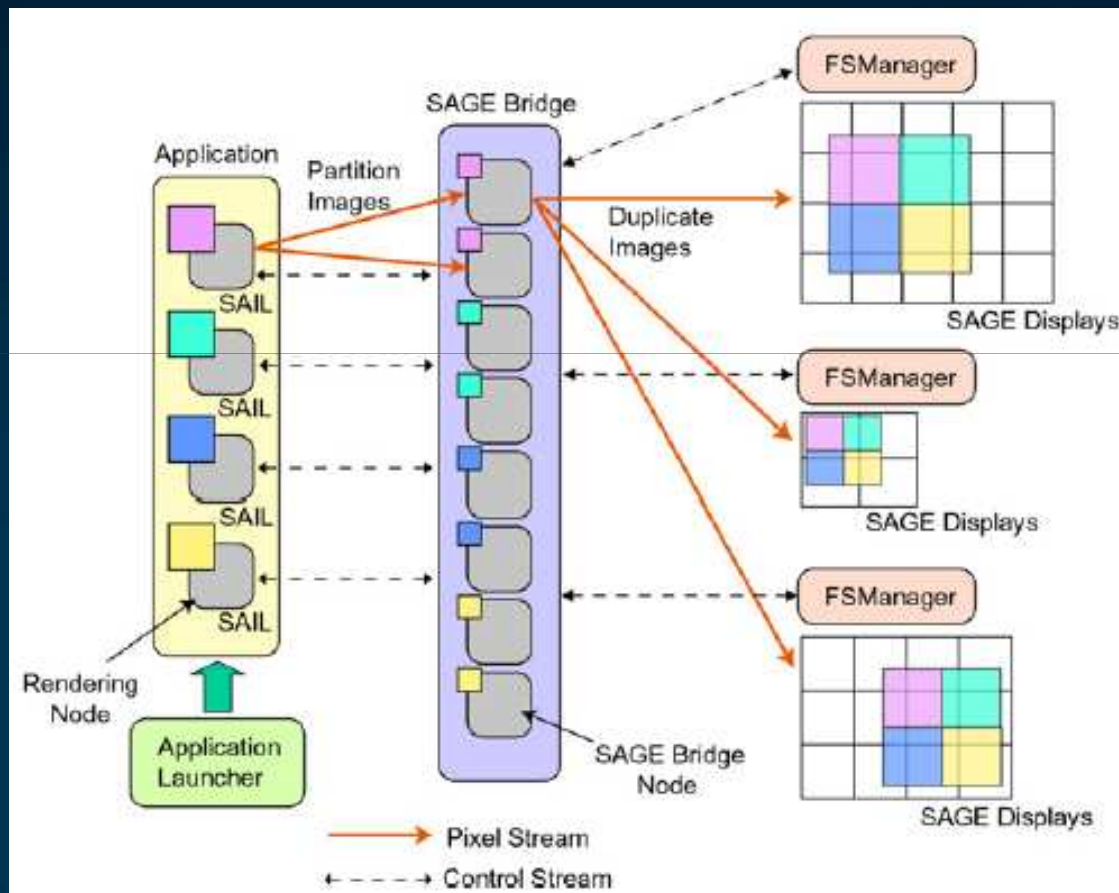 FSManager
SAGE Bridge
Application
Partition
Images
Duplicate
Images
SAIL
SAGE Displays
FSManager
SAIL
SAGE Displays
SAIL
FSManager
SAIL
Rendering
Node
Application
Launcher
SAGE Bridge
Node
SAGE Displays
Pixel Stream
Control Stream